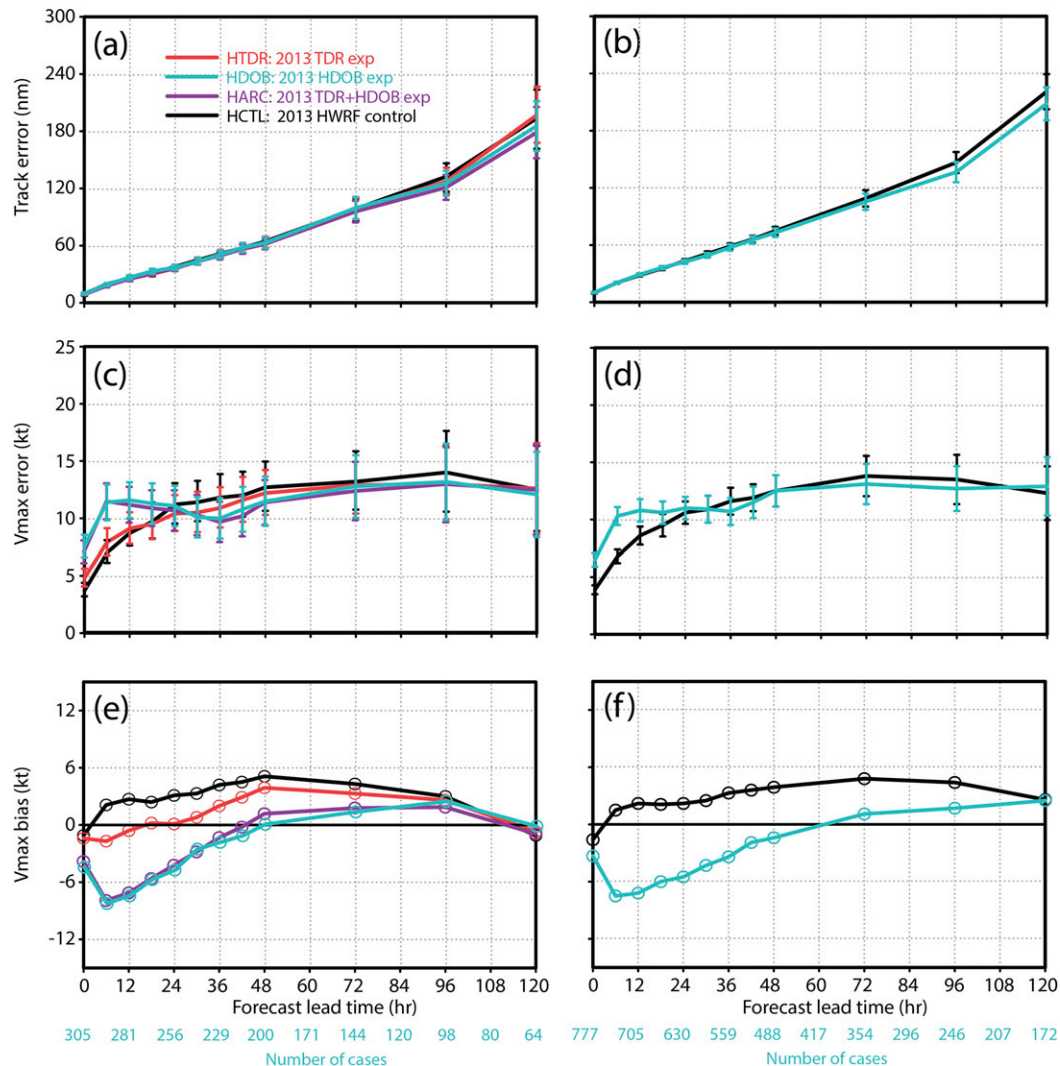 300
240
180
120
60
0
Track errror (nm)
(a)
HTDR: 2013 TDR exp
HDOB: 2013 HDOB exp
HARC: 2013 TDR+HDOB exp
HCTL: 2013 HWRF control
(b)
25
20
15
10
5
0
Vmax error (kt)
(c)
(d)
12
6
0
-6
-12
Vmax bias (kt)
(e)
(f)
0 12 24 36 48 60 72 84 96 108 120
Forecast lead time (hr)
305 281 256 229 200 171 144 120 98 80 64
Number of cases
0 12 24 36 48 60 72 84 96 108 120
Forecast lead time (hr)
777 705 630 559 488 417 354 296 246 207 172
Number of cases